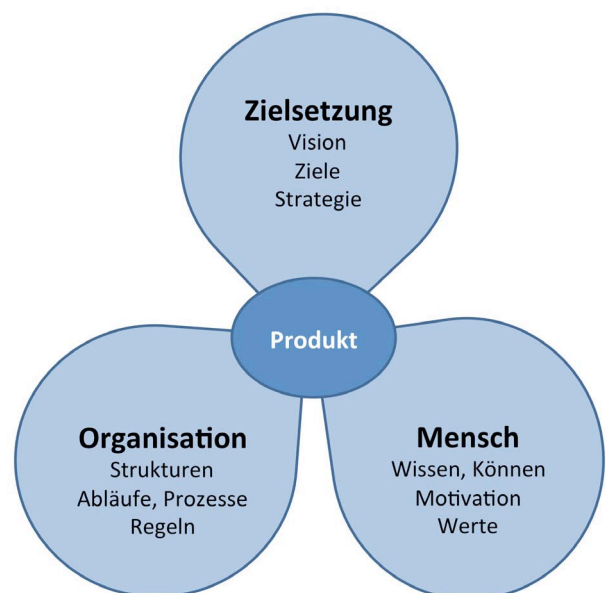 Zielsetzung
Vision
Ziele
Strategie
Produkt
Organisation
Strukturen
Abläufe, Prozesse
Regeln
Mensch
Wissen, Können
Motivation
Werte